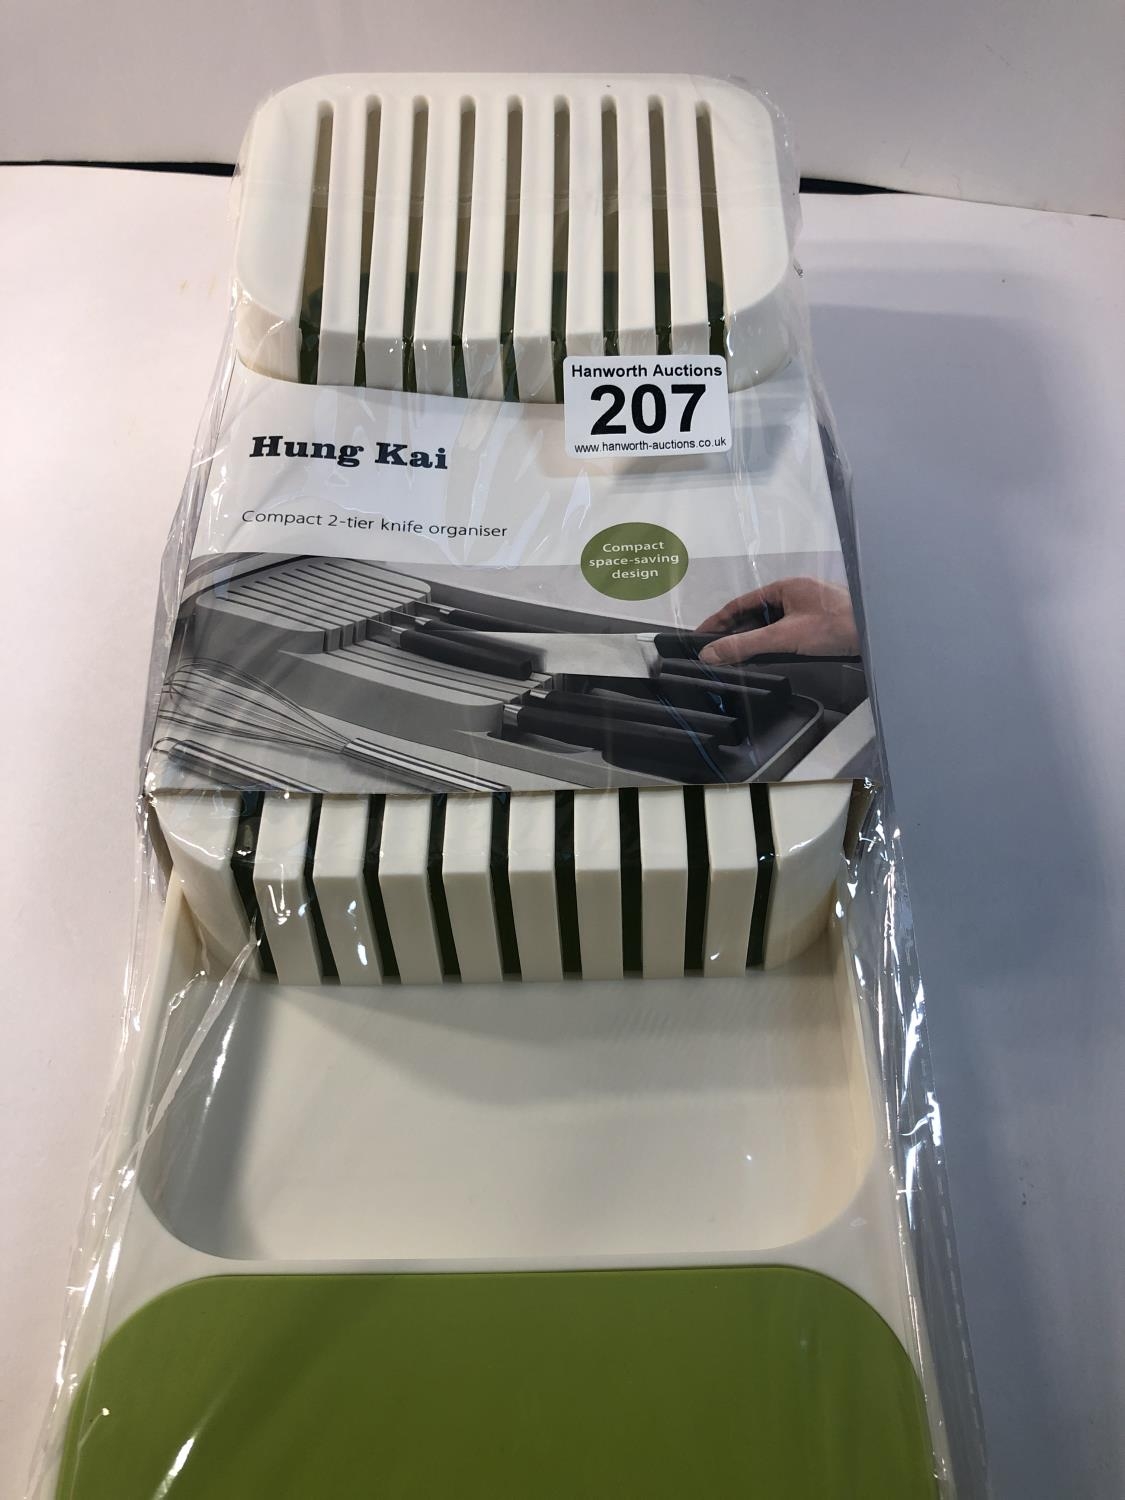 Hanworth Auctions
207
www.hanworth-auctions.co.uk
Hung Kai
Compact 2-tier knife organiser
Compact
space-saving
design